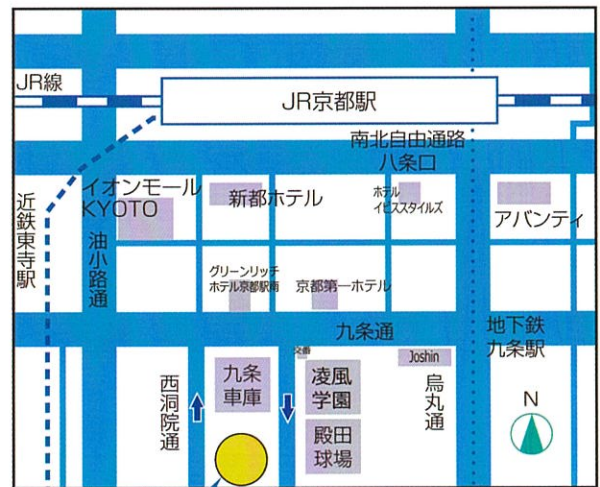 JR線
JR京都駅
南北自由通路
八条口
イオンモール
KYOTO
新都ホテル
ホテル
イビススタイルズ
アバンティ
近鉄東寺駅
油小路通
グリーンリッチ
ホテル京都駅南
京都第一ホテル
九条通
地下鉄
九条駅
交番
Joshin
西洞院通
九条
車庫
凌風
学園
烏丸通
殿田
球場
N